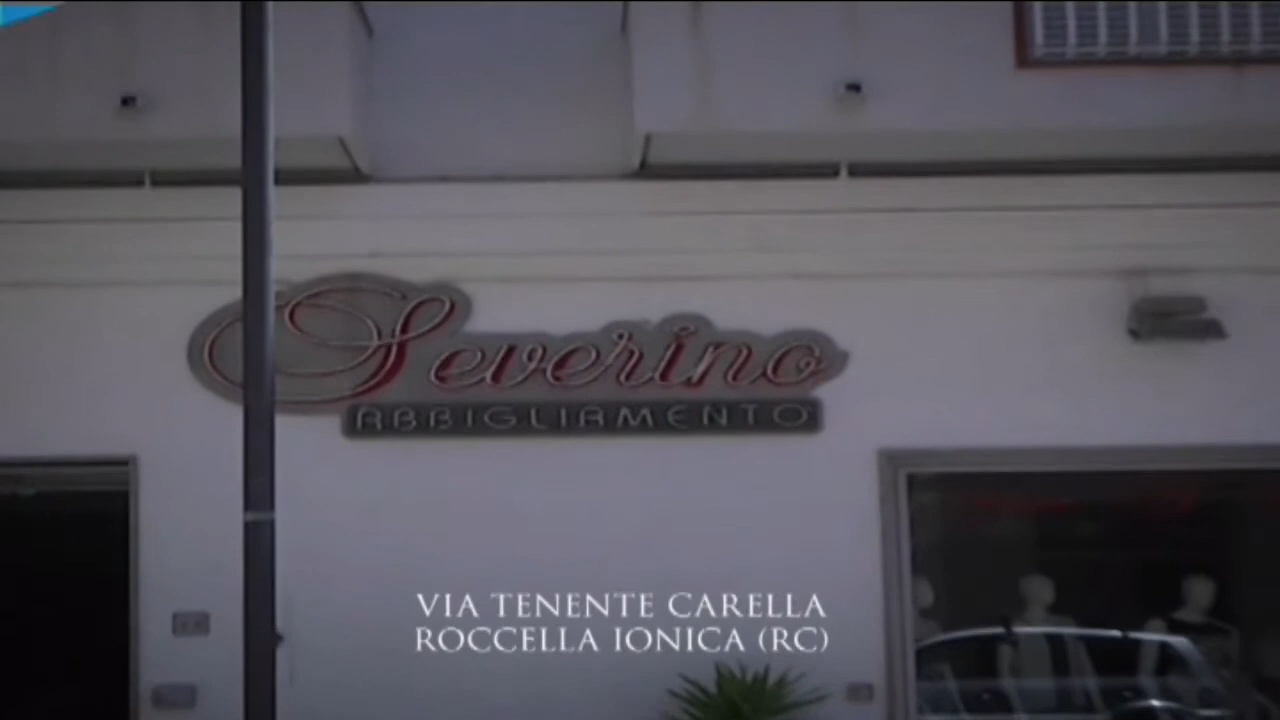 Severino
ABBIGLIAMENTO
VIA TENENTE CARELLA
ROCCELLA IONICA (RC)